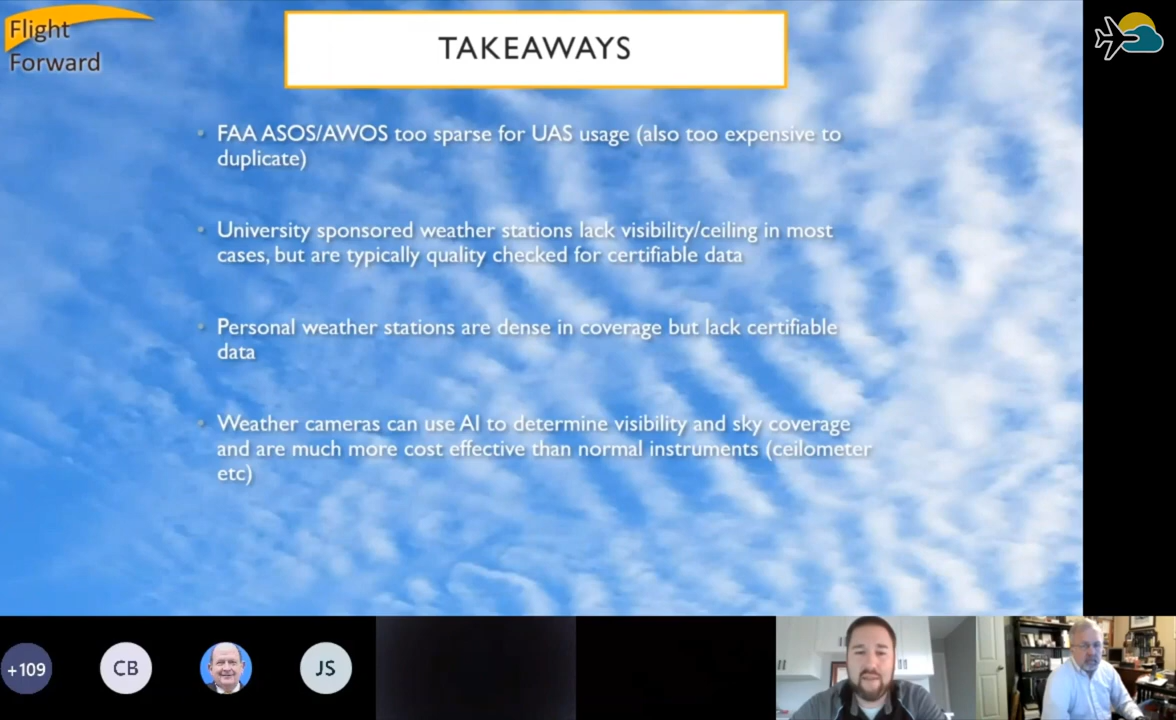 Flight
Forward
TAKEAWAYS
FAA ASOS/AWOS too sparse for UAS usage (also too expensive to
duplicate)
University sponsored weather stations lack visibility/ceiling in most
cases, but are typically quality checked for certifiable data
Personal weather stations are dense in coverage but lack certifiable
data
Weather cameras can use AI to determine visibility and sky coverage
and are much more cost effective than normal instruments (ceilometer
etc)
+109
CB
JS